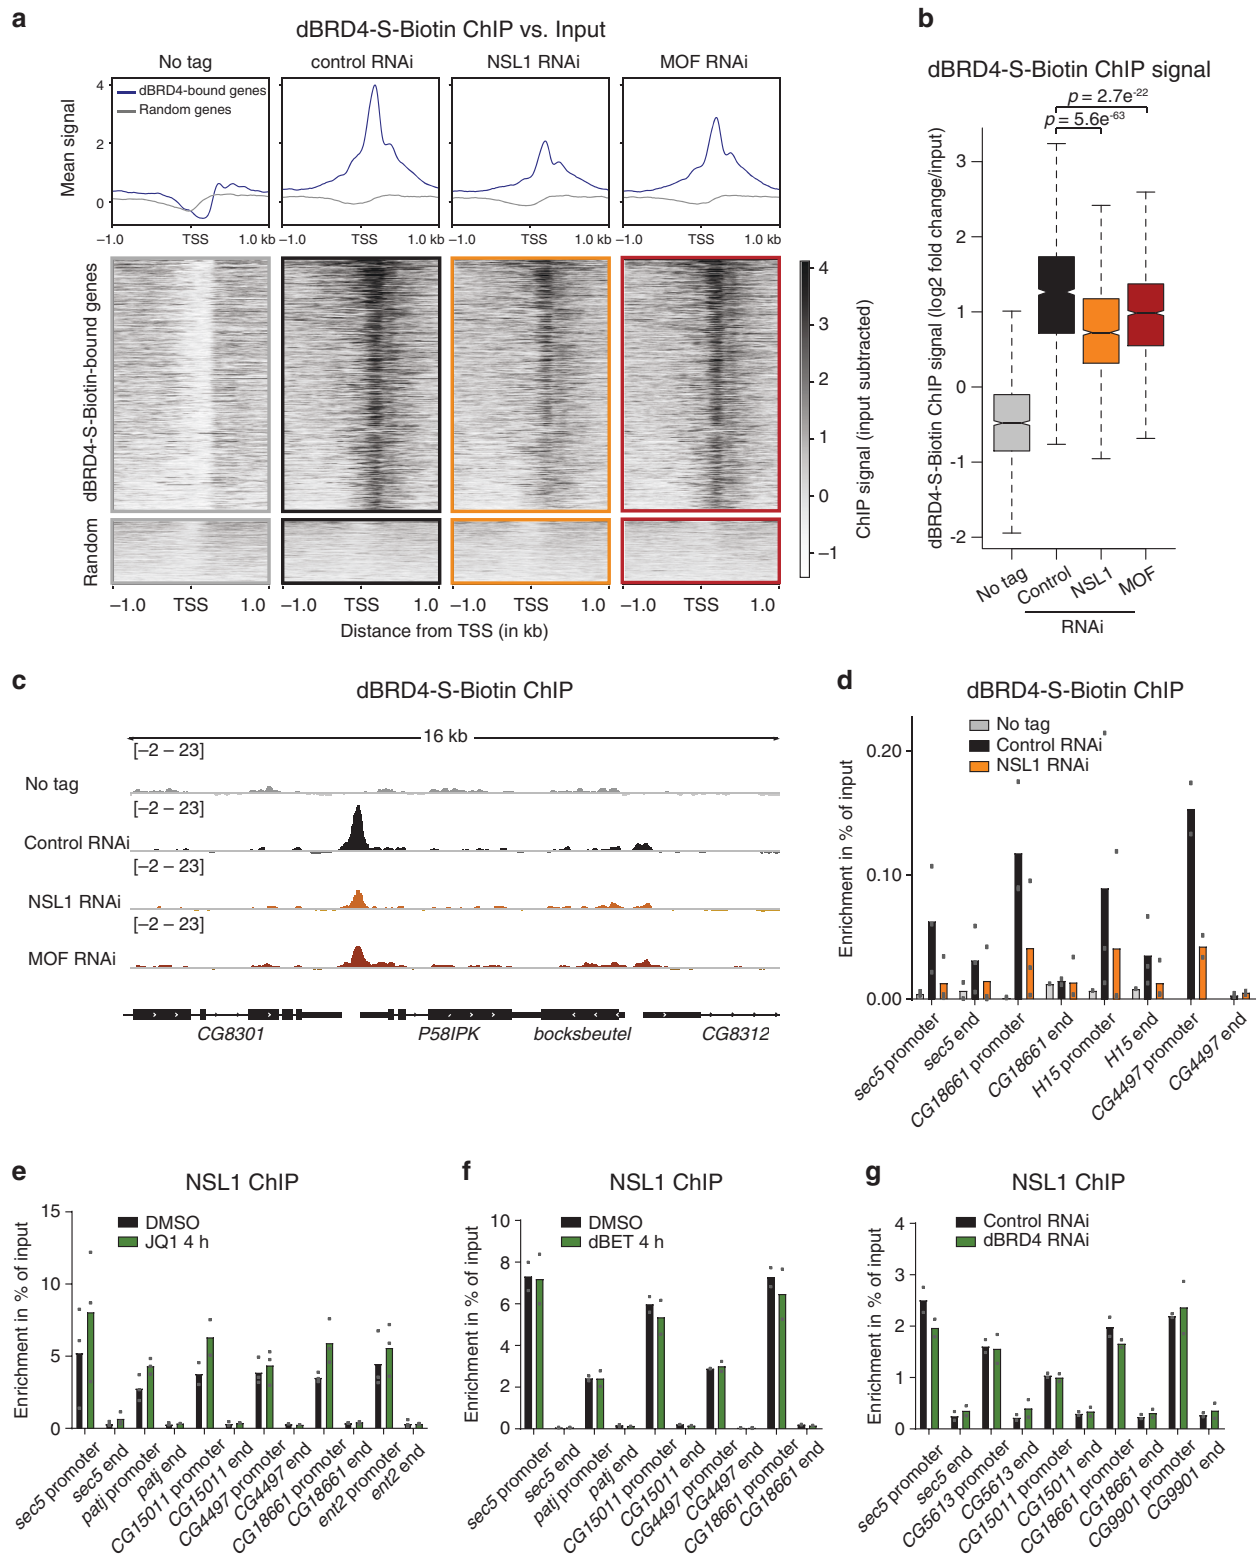 a
dBRD4-S-Biotin ChIP vs. Input
No tag
control RNAi
NSL1 RNAi
MOF RNAi
Mean signal
4
2
0
dBRD4-bound genes
Random genes
–1.0 TSS 1.0 kb
–1.0 TSS 1.0 kb
–1.0 TSS 1.0 kb
–1.0 TSS 1.0 kb
dBRD4-S-Biotin-bound genes
Random
–1.0 TSS 1.0
–1.0 TSS 1.0
–1.0 TSS 1.0
–1.0 TSS 1.0
Distance from TSS (in kb)
4
3
2
1
0
–1
ChIP signal (input subtracted)
b
dBRD4-S-Biotin ChIP signal
p = 2.7e-22
p = 5.6e-63
dBRD4-S-Biotin ChIP signal (log2 fold change/input)
3
2
1
0
-1
-2
No tag
Control
NSL1
MOF
RNAi
c
dBRD4-S-Biotin ChIP
16 kb
[–2 – 23]
No tag
[–2 – 23]
Control RNAi
[–2 – 23]
NSL1 RNAi
[–2 – 23]
MOF RNAi
CG8301
P58IPK
bocksbeutel
CG8312
d
dBRD4-S-Biotin ChIP
No tag
Control RNAi
NSL1 RNAi
Enrichment in % of input
0.20
0.10
0.00
sec5 promoter
sec5 end
CG18661 promoter
CG18661 end
H15 promoter
H15 end
CG4497 promoter
CG4497 end
e
NSL1 ChIP
DMSO
JQ1 4 h
Enrichment in % of input
15
10
5
0
sec5 promoter
sec5 end
patj promoter
patj end
CG15011 promoter
CG15011 end
CG4497 promoter
CG4497 end
CG18661 promoter
CG18661 end
ent2 promoter
ent2 end
f
NSL1 ChIP
DMSO
dBET 4 h
Enrichment in % of input
10
8
6
4
2
0
sec5 promoter
sec5 end
patj promoter
patj end
CG15011 promoter
CG15011 end
CG4497 promoter
CG4497 end
CG18661 promoter
CG18661 end
g
NSL1 ChIP
Control RNAi
dBRD4 RNAi
Enrichment in % of input
4
3
2
1
0
sec5 promoter
sec5 end
CG5613 promoter
CG5613 end
CG15011 promoter
CG15011 end
CG18661 promoter
CG18661 end
CG9901 promoter
CG9901 end